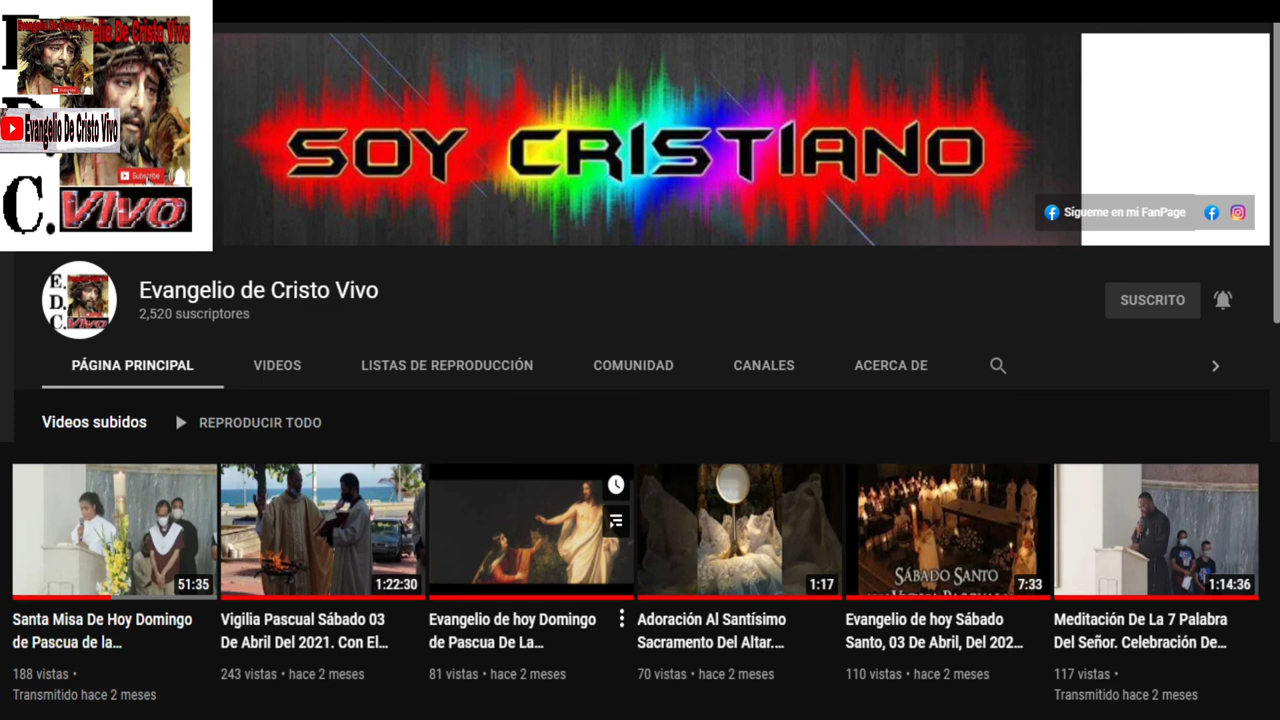 E
Evangelio De Cristo Vivo
elio De Cristo Vivo
Subscribe
Evangelio De Cristo Vivo
Subscribe
C. Vivo
SOY CRISTIANO
Sígueme en mi FanPage
E.
D.
C. Vivo
Evangelio de Cristo Vivo
2,520 suscriptores
SUSCRITO
PÁGINA PRINCIPAL
VIDEOS
LISTAS DE REPRODUCCIÓN
COMUNIDAD
CANALES
ACERCA DE
Videos subidos
REPRODUCIR TODO
51:35
1:22:30
1:17
SÁBADO SANTO
7:33
1:14:36
Santa Misa De Hoy Domingo
de Pascua de la...
188 vistas •
Transmitido hace 2 meses
Vigilia Pascual Sábado 03
De Abril Del 2021. Con El...
243 vistas • hace 2 meses
Evangelio de hoy Domingo
de Pascua De La...
81 vistas • hace 2 meses
Adoración Al Santísimo
Sacramento Del Altar....
70 vistas • hace 2 meses
Evangelio de hoy Sábado
Santo, 03 De Abril, Del 202...
110 vistas • hace 2 meses
Meditación De La 7 Palabra
Del Señor. Celebración De...
117 vistas •
Transmitido hace 2 meses